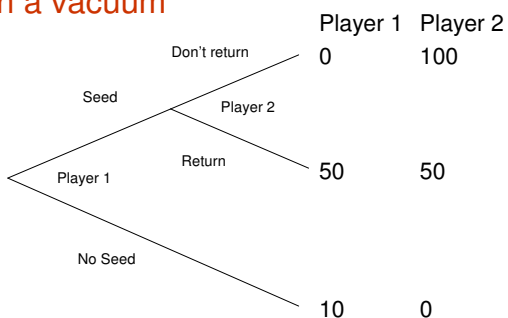 n a vacuum
Player 1 Player 2
Don't return 0 100
Seed
Player 2
Return 50 50
Player 1
No Seed
10 0